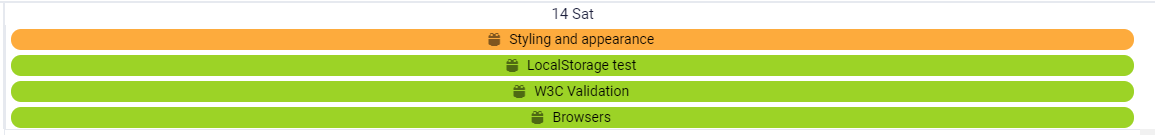 14 Sat
Styling and appearance
LocalStorage test
W3C Validation
Browsers